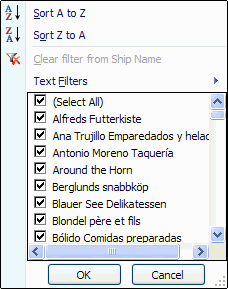 Sort A to Z
Sort Z to A
Clear filter from Ship Name
Text Filters
(Select All)
Alfreds Futterkiste
Ana Trujillo Emparedados y helac
Antonio Moreno Taquería
Around the Horn
Berglunds snabbköp
Blauer See Delikatessen
Blondel père et fils
Bólido Comidas preparadas
OK Cancel